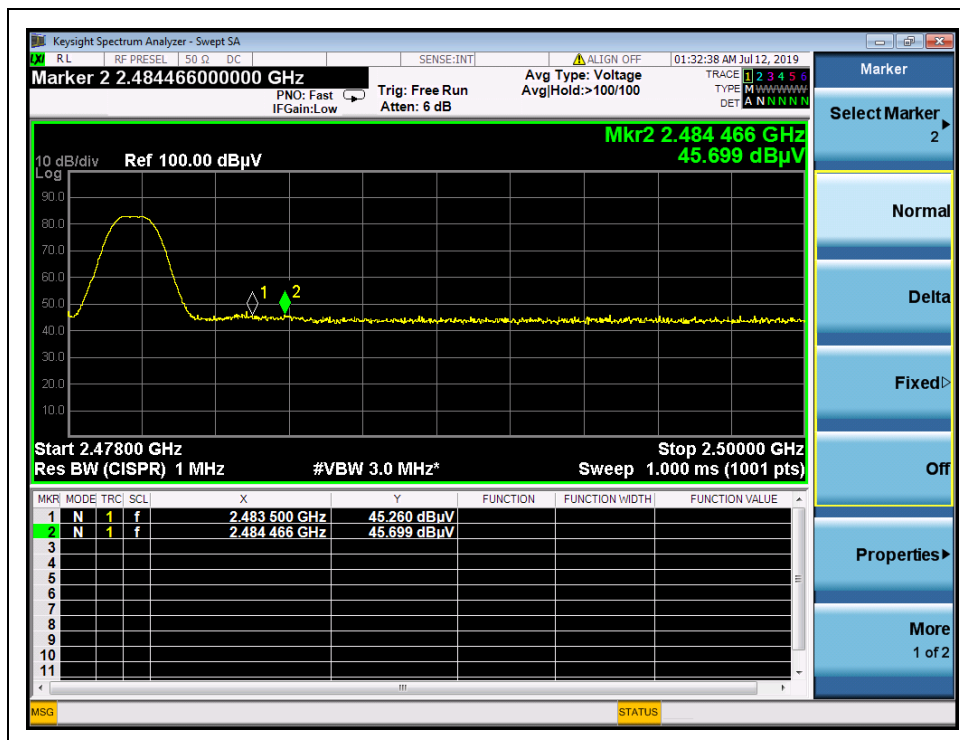 Keysight Spectrum Analyzer - Swept SA
LXI RL RF PRESEL 50 Ω DC SENSE:INT ALIGN OFF 01:32:38 AM Jul 12, 2019
Marker 2 2.484466000000 GHz
PNO: Fast
IFGain:Low
Trig: Free Run
Atten: 6 dB
Avg Type: Voltage
Avg|Hold:>100/100
TRACE 1 2 3 4 5 6
TYPE M W W W W W
DET A N N N N N
Mkr2 2.484 466 GHz
45.699 dBµV
10 dB/div Ref 100.00 dBµV
Log
90.0
80.0
70.0
60.0
50.0
40.0
30.0
20.0
10.0
1
2
Start 2.47800 GHz Stop 2.50000 GHz
Res BW (CISPR) 1 MHz #VBW 3.0 MHz* Sweep 1.000 ms (1001 pts)
MKR MODE TRC SCL X Y FUNCTION FUNCTION WIDTH FUNCTION VALUE
1 N 1 f 2.483 500 GHz 45.260 dBµV
2 N 1 f 2.484 466 GHz 45.699 dBµV
3
4
5
6
7
8
9
10
11
MSG STATUS
Marker
Select Marker
2
Normal
Delta
Fixed
Off
Properties
More
1 of 2